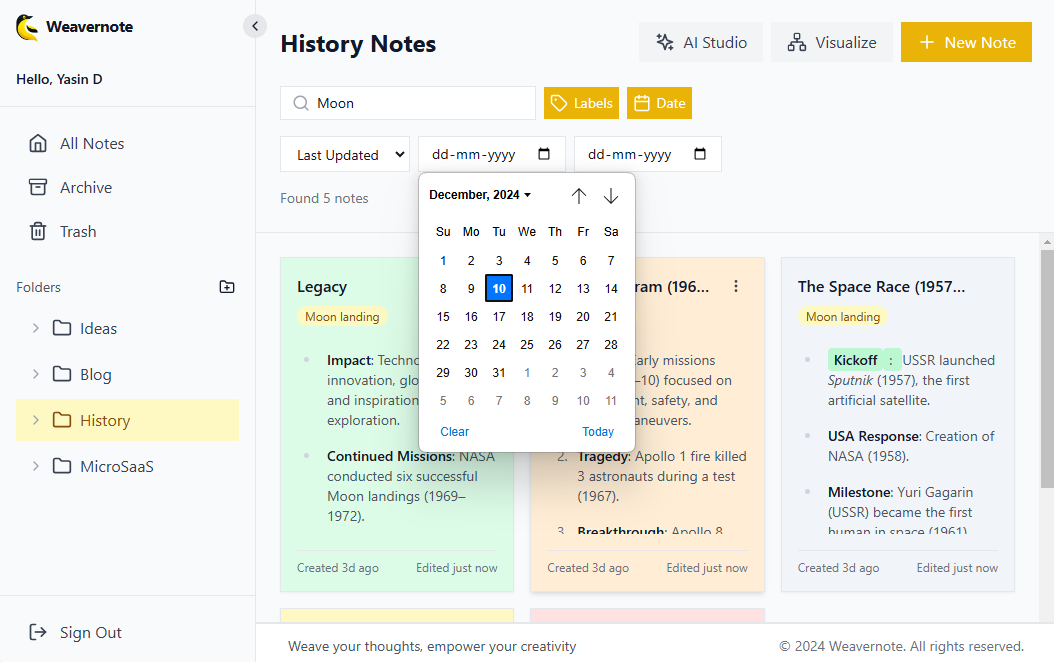 Weavernote
Hello, Yasin D
All Notes
Archive
Trash
Folders
Ideas
Blog
History
MicroSaaS
Sign Out
History Notes
AI Studio
Visualize
New Note
Moon
Labels
Date
Last Updated
dd-mm-yyyy
dd-mm-yyyy
Found 5 notes
December, 2024
Su Mo Tu We Th Fr Sa
1 2 3 4 5 6 7
8 9 10 11 12 13 14
15 16 17 18 19 20 21
22 23 24 25 26 27 28
29 30 31 1 2 3 4
5 6 7 8 9 10 11
Clear Today
Legacy
Moon landing
Impact: Techno
innovation, glo
and inspiration
exploration.
Continued Missions: NASA
conducted six successful
Moon landings (1969–
1972).
Created 3d ago Edited just now
ram (196...
Early missions
–10) focused on
t, safety, and
aneuvers.
2. Tragedy: Apollo 1 fire killed
3 astronauts during a test
(1967).
3. Breakthrough: Apollo 8
Created 3d ago Edited just now
The Space Race (1957...
Moon landing
Kickoff : USSR launched
Sputnik (1957), the first
artificial satellite.
USA Response: Creation of
NASA (1958).
Milestone: Yuri Gagarin
(USSR) became the first
human in space (1961).
Created 3d ago Edited just now
Weave your thoughts, empower your creativity
© 2024 Weavernote. All rights reserved.